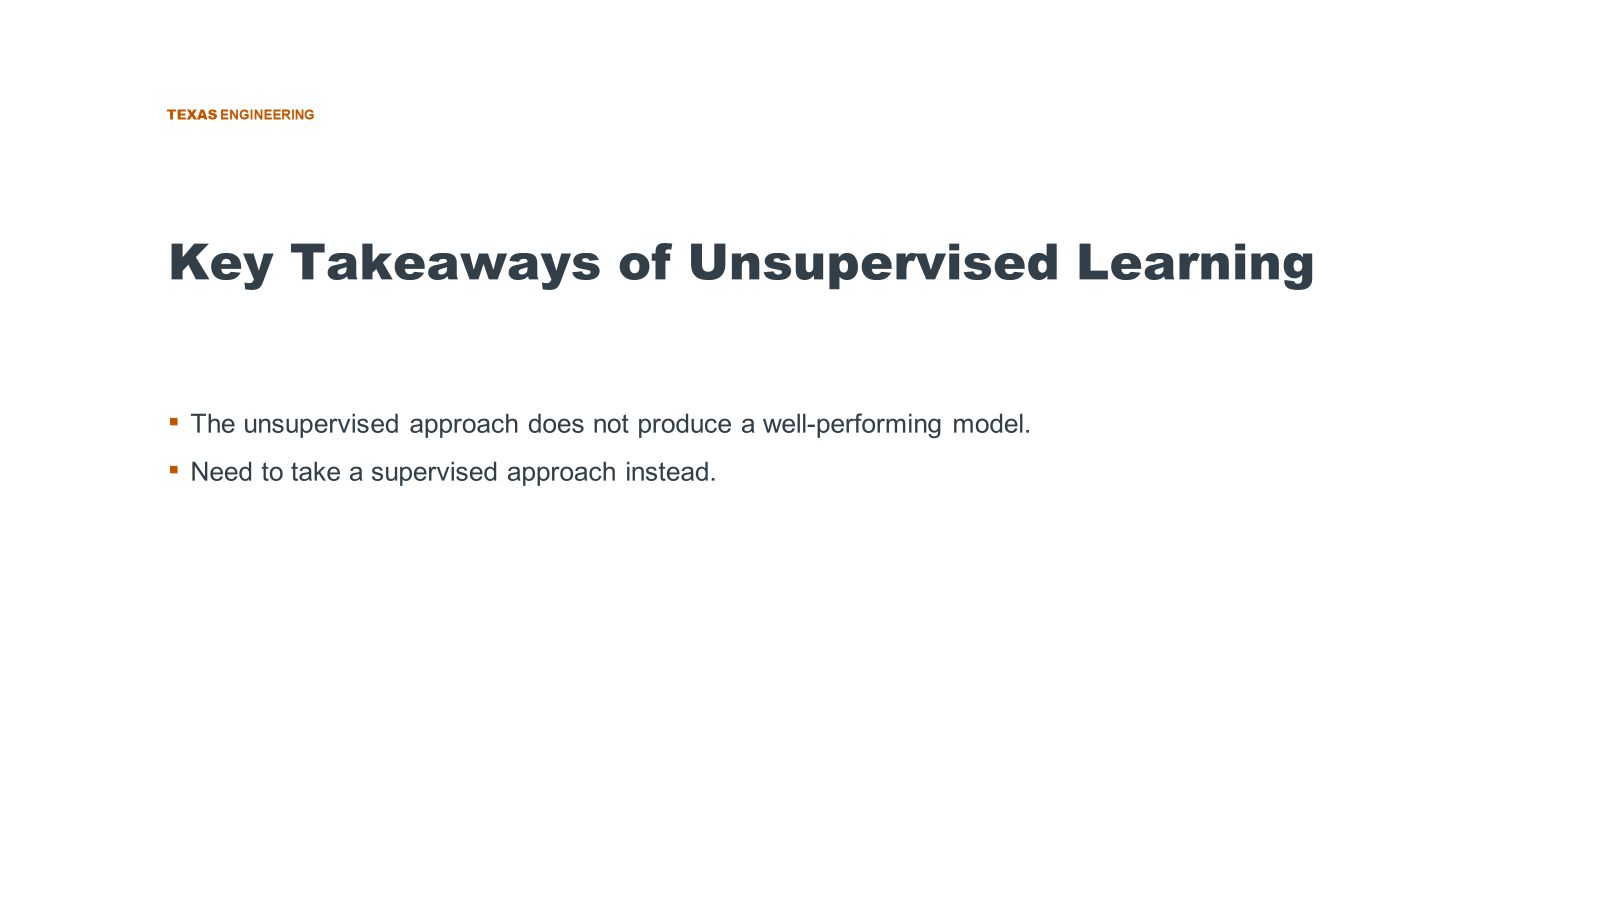 TEXAS ENGINEERING
Key Takeaways of Unsupervised Learning
▪ The unsupervised approach does not produce a well-performing model.
▪ Need to take a supervised approach instead.